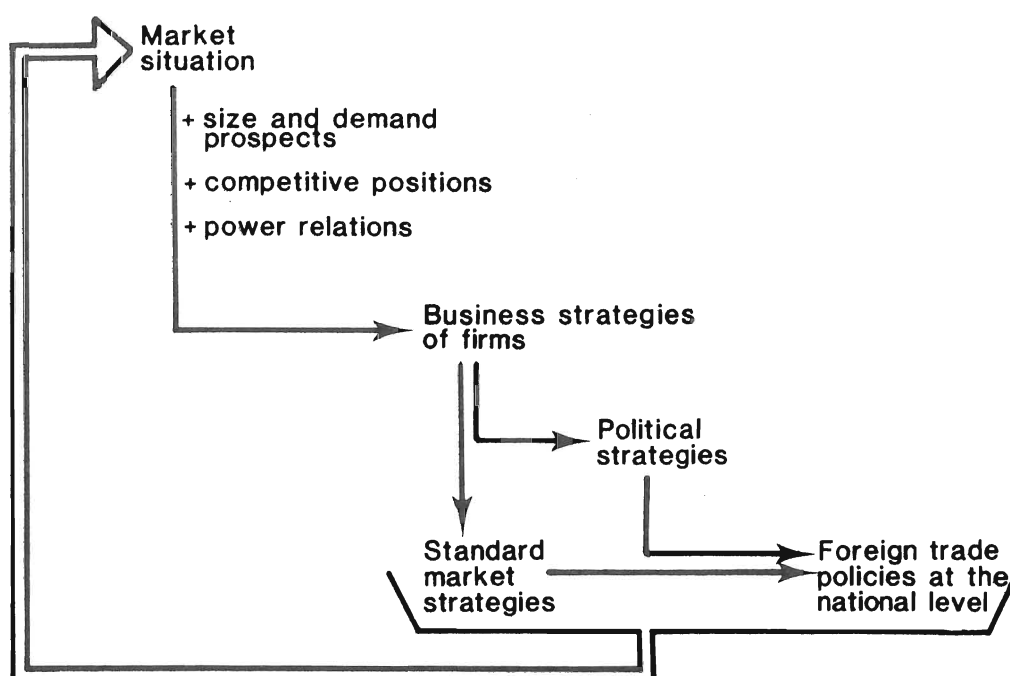 Market
situation
+ size and demand
prospects
+ competitive positions
+ power relations
Business strategies
of firms
Political
strategies
Standard
market
strategies
Foreign trade
policies at the
national level